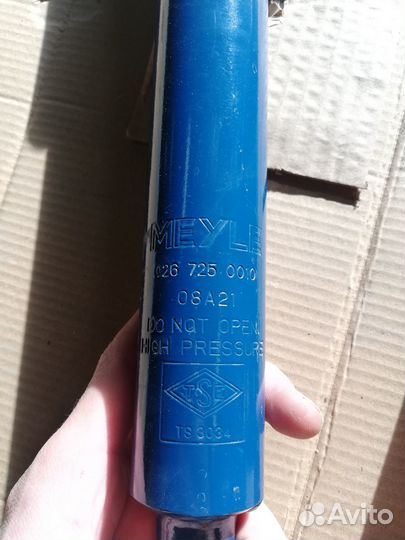 MEYLE
026 725 0010
08A21
DO NOT OPEN
HIGH PRESSURE
TSE
TS 3034
Avito